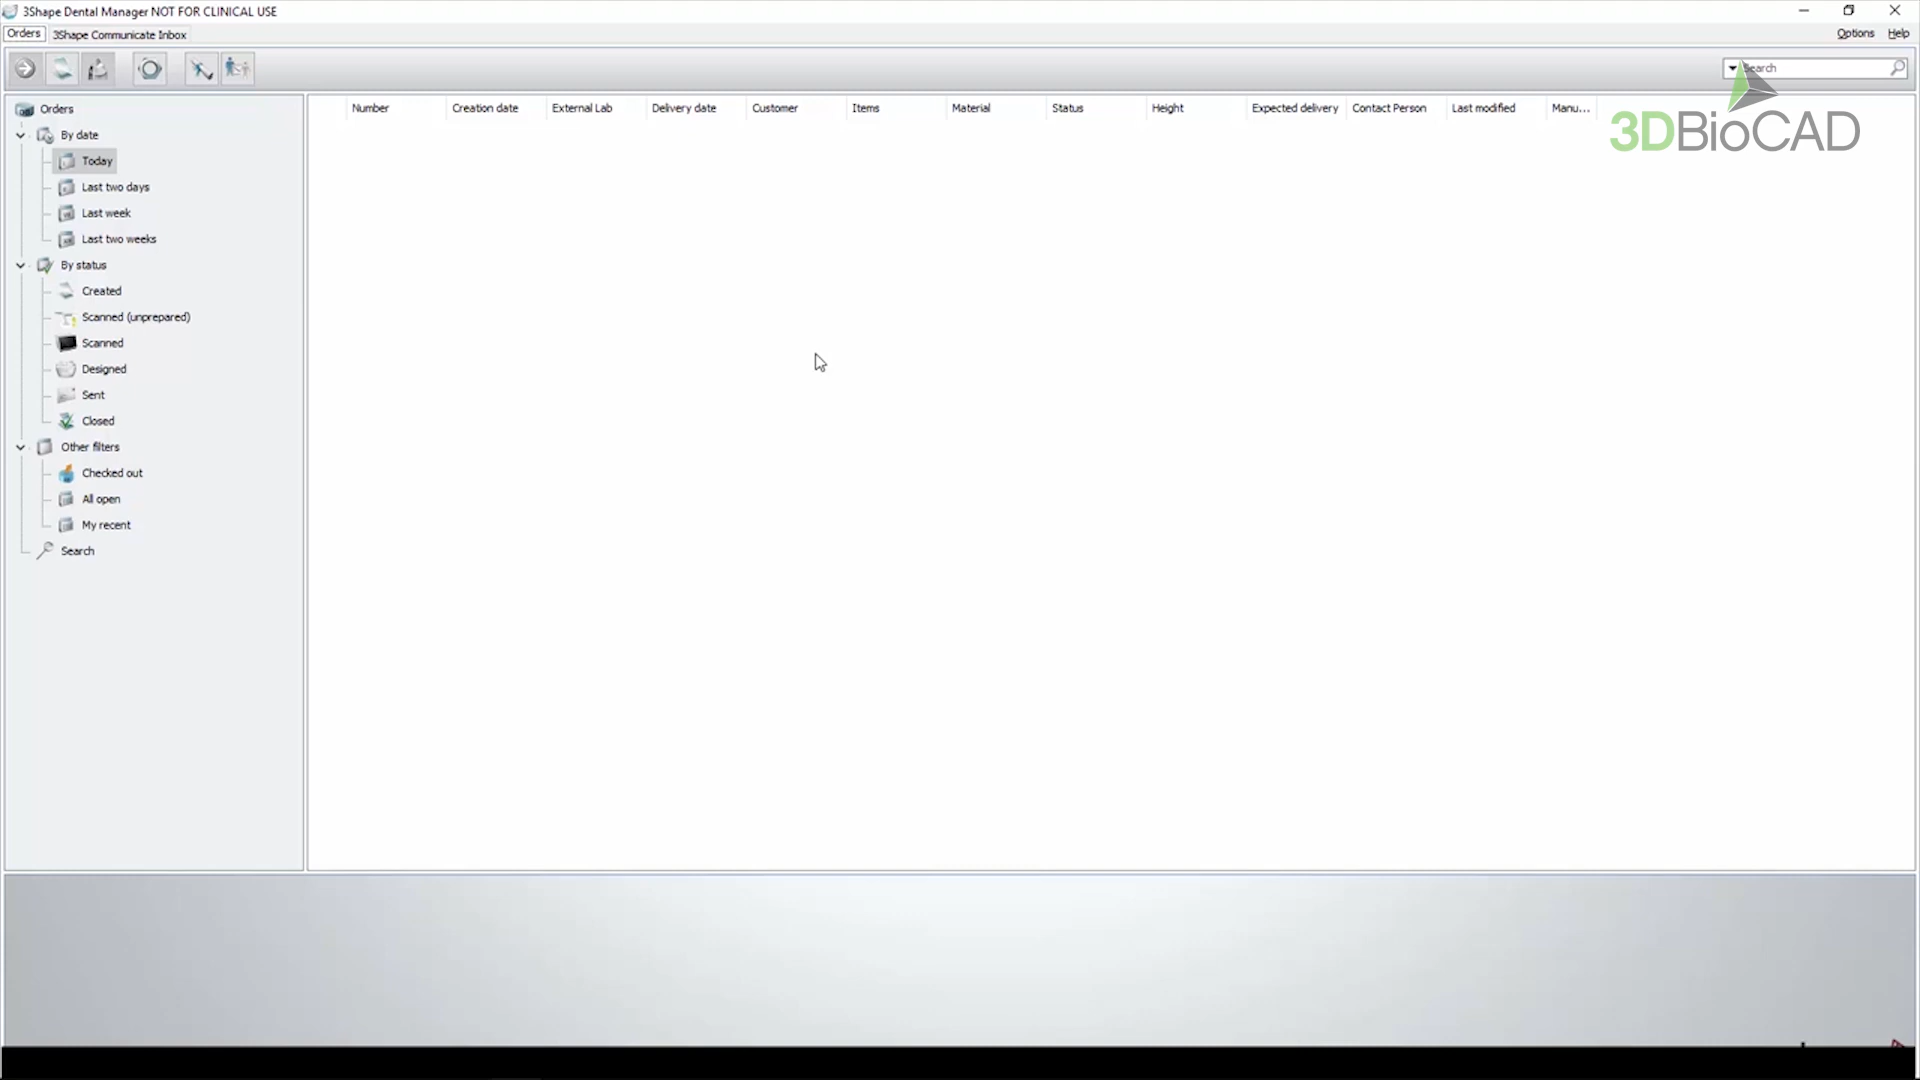 3Shape Dental Manager NOT FOR CLINICAL USE
Orders 3Shape Communicate Inbox Options Help
Search
Orders
By date
Today
Last two days
Last week
Last two weeks
By status
Created
Scanned (unprepared)
Scanned
Designed
Sent
Closed
Other filters
Checked out
All open
My recent
Search
Number Creation date External Lab Delivery date Customer Items Material Status Height Expected delivery Contact Person Last modified Manu...
3DBioCAD